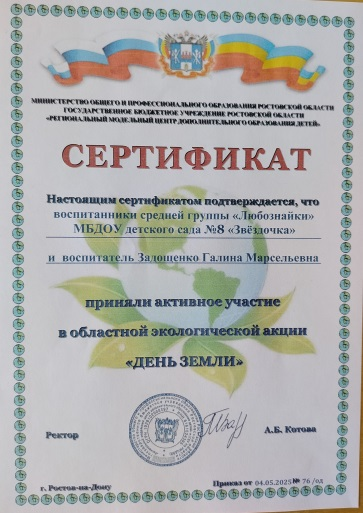 МИНИСТЕРСТВО ОБЩЕГО И ПРОФЕССИОНАЛЬНОГО ОБРАЗОВАНИЯ РОСТОВСКОЙ ОБЛАСТИ
ГОСУДАРСТВЕННОЕ БЮДЖЕТНОЕ УЧРЕЖДЕНИЕ РОСТОВСКОЙ ОБЛАСТИ
«РЕГИОНАЛЬНЫЙ МОДЕЛЬНЫЙ ЦЕНТР ДОПОЛНИТЕЛЬНОГО ОБРАЗОВАНИЯ ДЕТЕЙ»
СЕРТИФИКАТ
Настоящим сертификатом подтверждается, что
воспитанники средней группы «Любознайки»
МБДОУ детского сада №8 «Звёздочка»
и воспитатель Задощенко Галина Марсельевна
приняли активное участие
в областной экологической акции
«ДЕНЬ ЗЕМЛИ»
Ректор
А.Б. Котова
г. Ростов-на-Дону
Приказ от 04.05.2025 № 76 /од